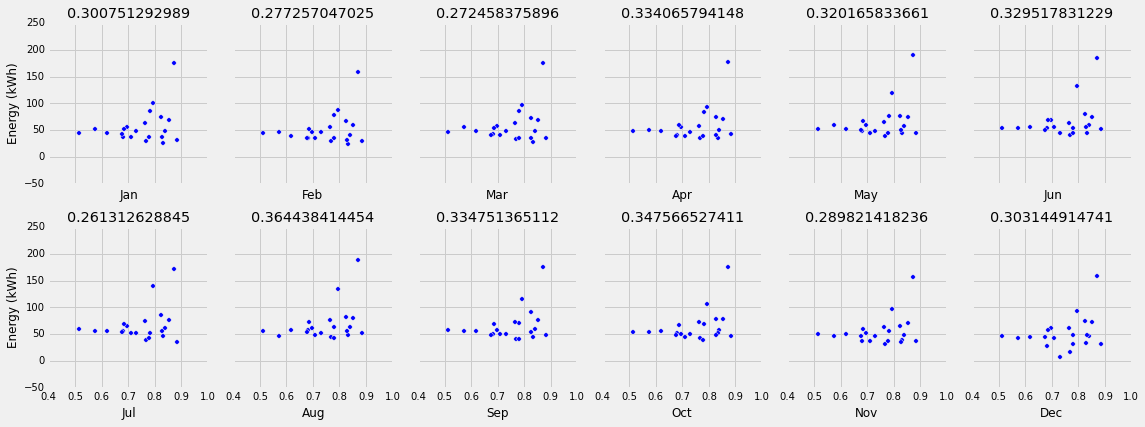 0.300751292989 0.277257047025 0.272458375896 0.334065794148 0.320165833661 0.329517831229
250
200
150
100
50
0
−50
Energy (kWh)
Jan Feb Mar Apr May Jun
0.261312628845 0.364438414454 0.334751365112 0.347566527411 0.289821418236 0.303144914741
250
200
150
100
50
0
−50
Energy (kWh)
0.4 0.5 0.6 0.7 0.8 0.9 1.0 0.4 0.5 0.6 0.7 0.8 0.9 1.0 0.4 0.5 0.6 0.7 0.8 0.9 1.0 0.4 0.5 0.6 0.7 0.8 0.9 1.0 0.4 0.5 0.6 0.7 0.8 0.9 1.0 0.4 0.5 0.6 0.7 0.8 0.9 1.0
Jul Aug Sep Oct Nov Dec